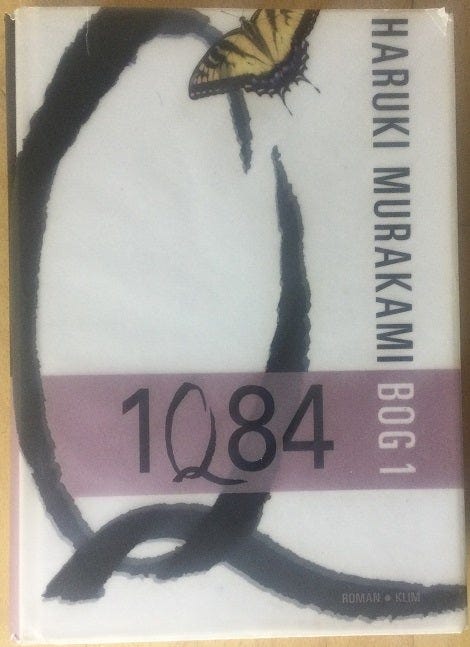 HARUKI MURAKAMI BOG 1
1Q84
ROMAN • KLIM